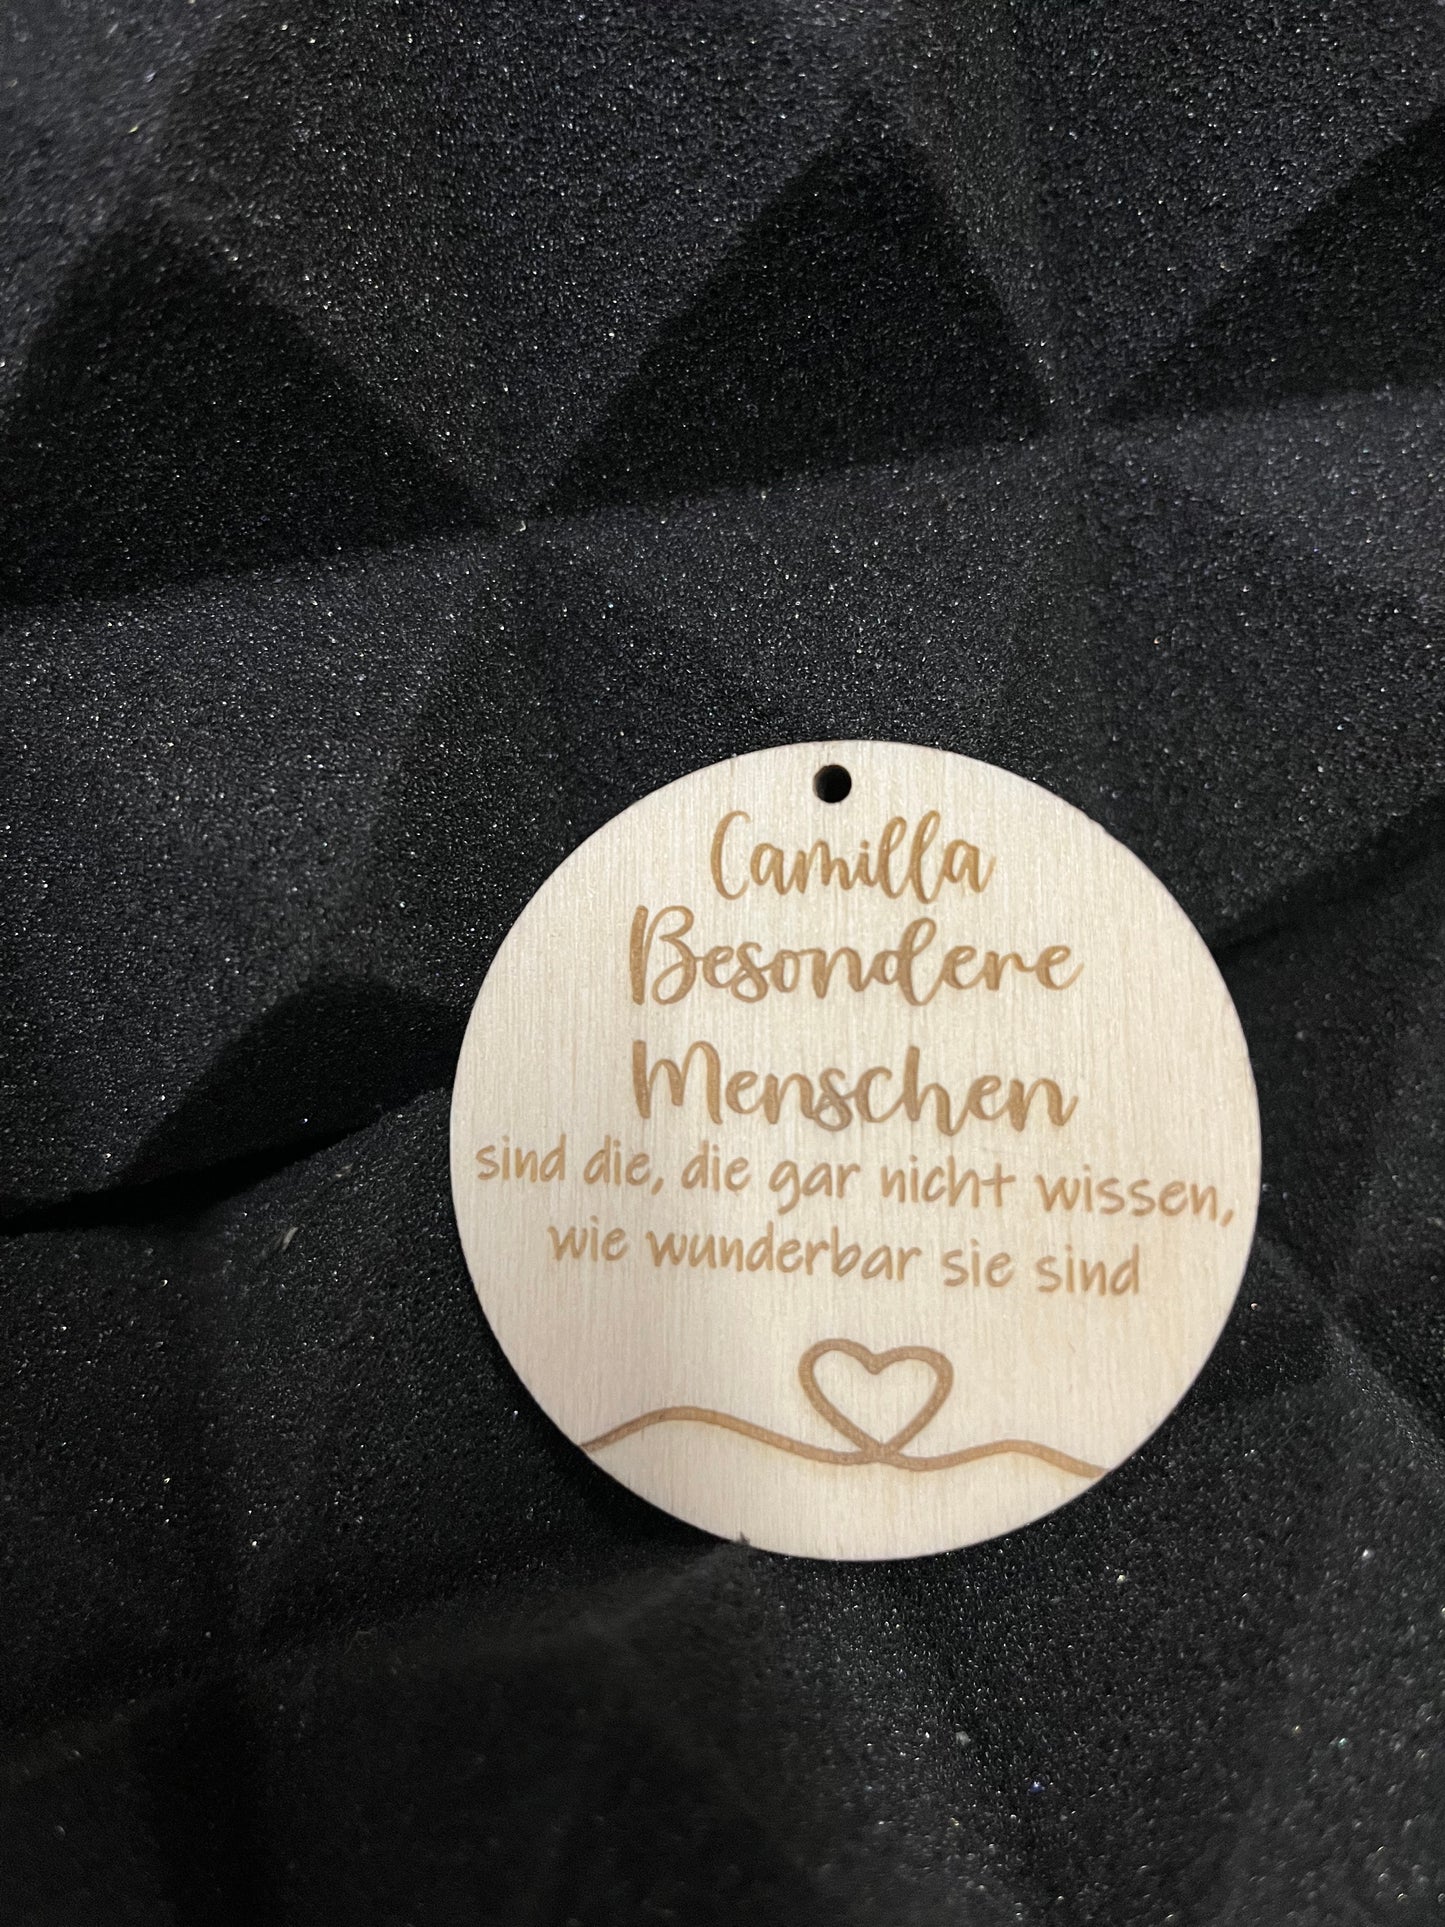 Camilla
Besondere
Menschen
sind die, die gar nicht wissen,
wie wunderbar sie sind